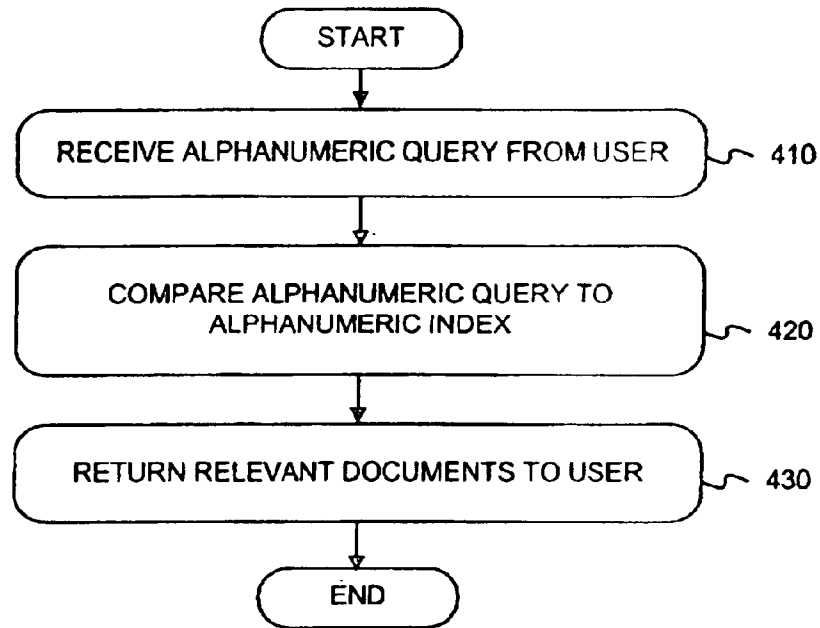 START
RECEIVE ALPHANUMERIC QUERY FROM USER
410
COMPARE ALPHANUMERIC QUERY TO
ALPHANUMERIC INDEX
420
RETURN RELEVANT DOCUMENTS TO USER
430
END